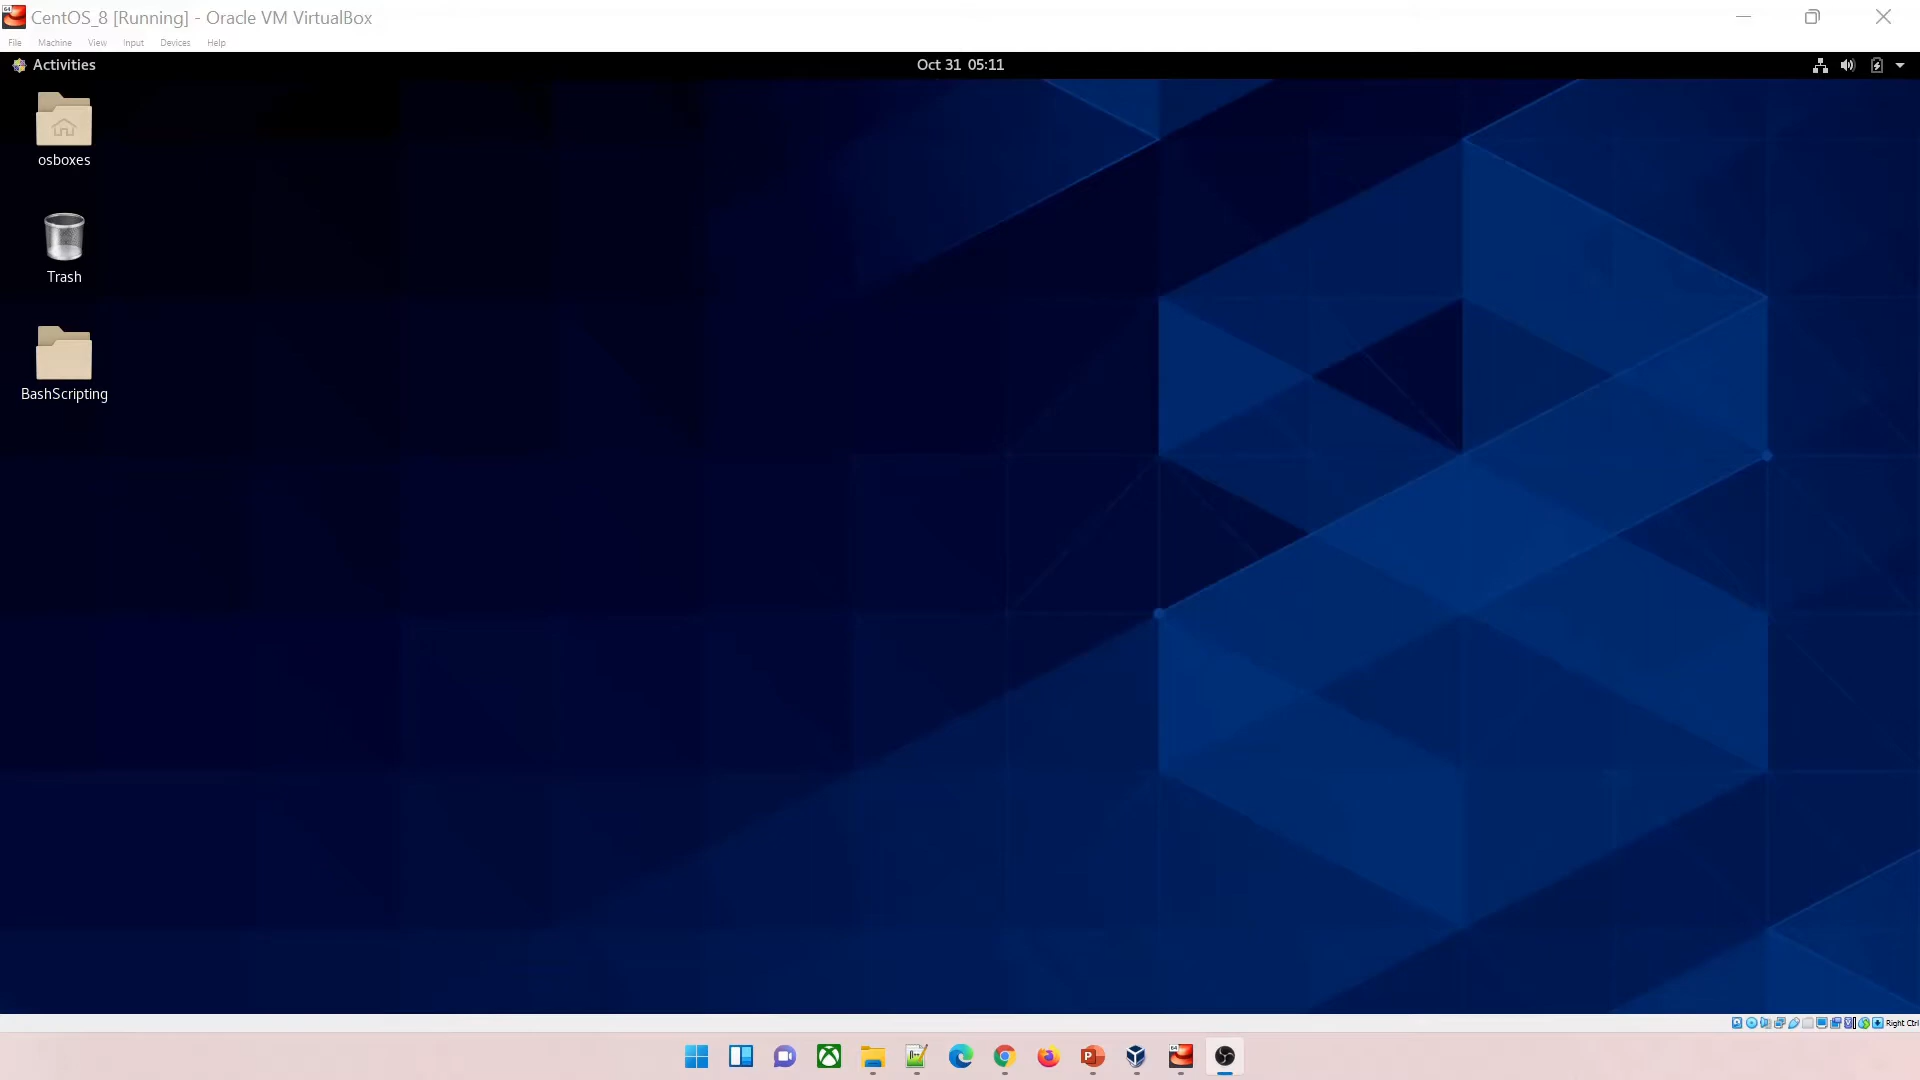 CentOS_8 [Running] - Oracle VM VirtualBox
File Machine View Input Devices Help
Activities
Oct 31 05:11
osboxes
Trash
BashScripting
Right Ctrl